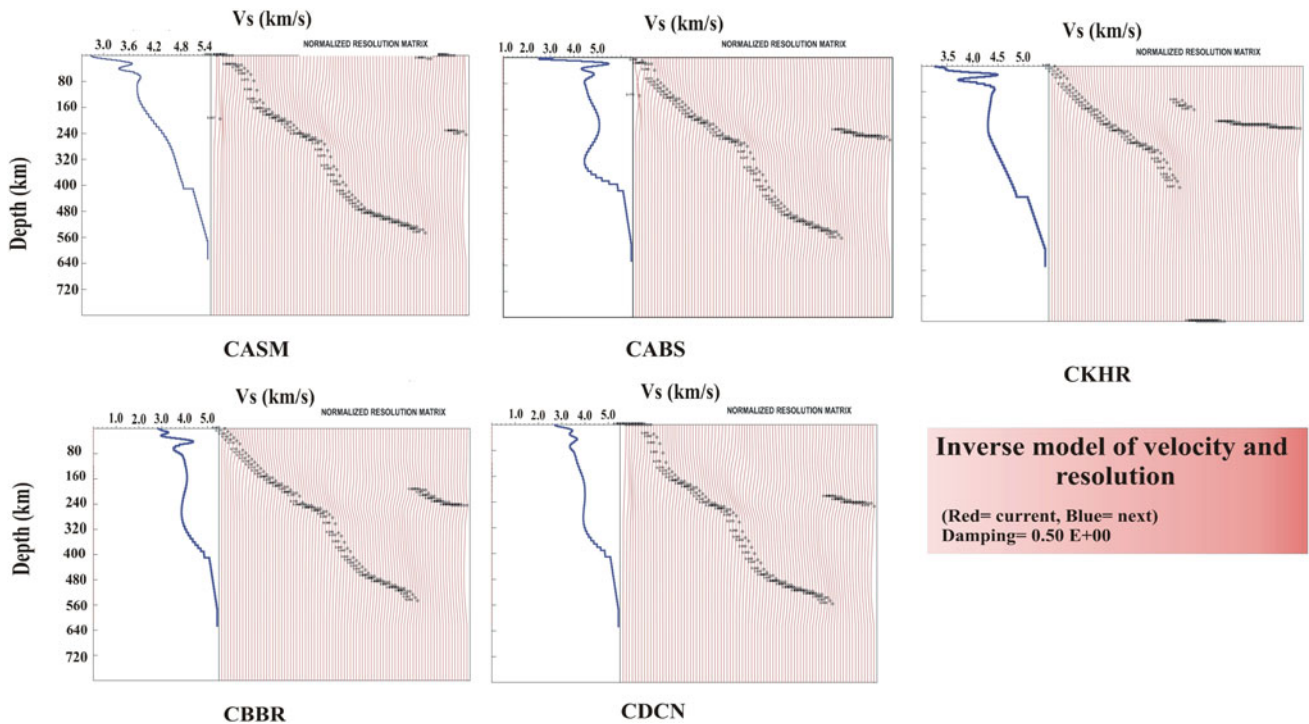 Vs (km/s)
3.0 3.6 4.2 4.8 5.4
NORMALIZED RESOLUTION MATRIX
Depth (km)
80
160
240
320
400
480
560
640
720
CASM
Vs (km/s)
1.0 2.0 3.0 4.0 5.0
NORMALIZED RESOLUTION MATRIX
CABS
Vs (km/s)
3.5 4.0 4.5 5.0
NORMALIZED RESOLUTION MATRIX
CKHR
Vs (km/s)
1.0 2.0 3.0 4.0 5.0
NORMALIZED RESOLUTION MATRIX
Depth (km)
80
160
240
320
400
480
560
640
720
CBBR
Vs (km/s)
1.0 2.0 3.0 4.0 5.0
NORMALIZED RESOLUTION MATRIX
CDCN
Inverse model of velocity and
resolution
(Red= current, Blue= next)
Damping= 0.50 E+00